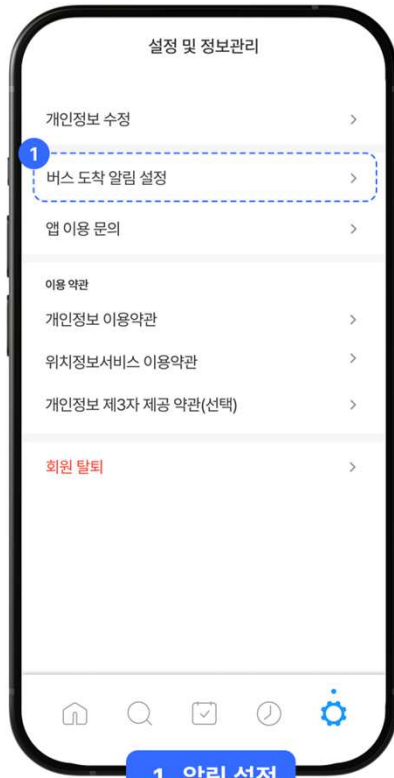 설정 및 정보관리
개인정보 수정
1
버스 도착 알림 설정
앱 이용 문의
이용 약관
개인정보 이용약관
위치정보서비스 이용약관
개인정보 제3자 제공 약관(선택)
회원 탈퇴
1. 알림 설정